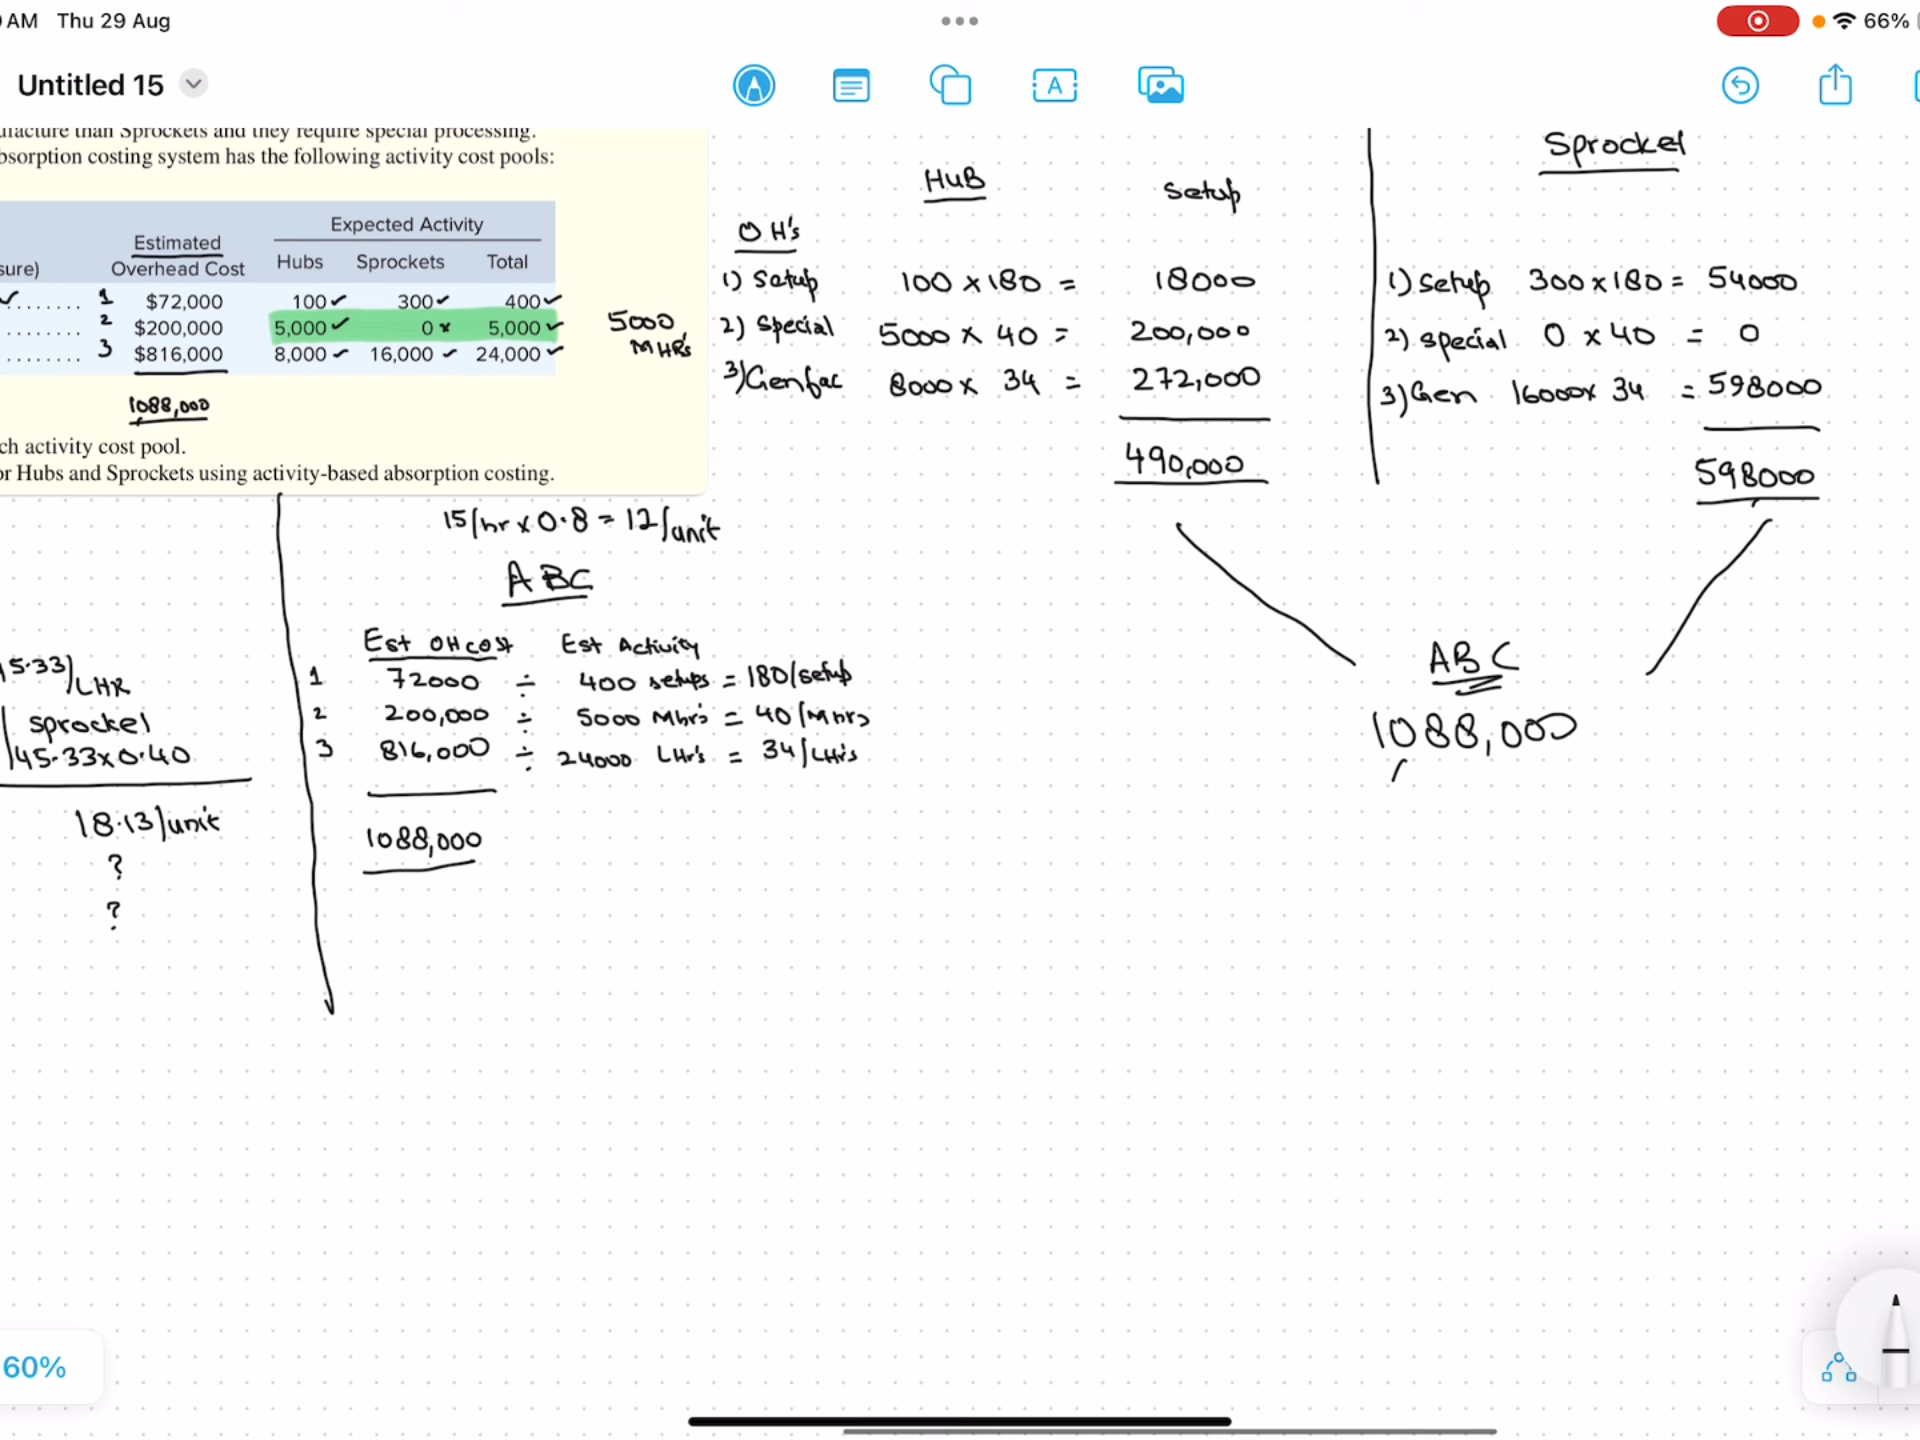 AM Thu 29 Aug
66%
Untitled 15
A
than Sprockets and they require special processing.
absorption costing system has the following activity cost pools:
Expected Activity
Estimated
sure) Overhead Cost Hubs Sprockets Total
........ 1 $72,000 100 ✓ 300 ✓ 400 ✓
........ 2 $200,000 5,000 ✓ 0 × 5,000 ✓
........ 3 $816,000 8,000 ✓ 16,000 ✓ 24,000 ✓
5000
MHR's
1088,000
ch activity cost pool.
or Hubs and Sprockets using activity-based absorption costing.
HUB
Setup
OH's
1) Setup 100 x 180 = 18000
2) Special 5000 x 40 = 200,000
3) Genfac 8000 x 34 = 272,000
490,000
Sprocket
1) Setup 300 x 180 = 54000
2) special 0 x 40 = 0
3) Gen 16000 x 34 = 598000
598000
15/hr x 0.8 = 12/unit
ABC
Est OH cost Est Activity
1 72000 ÷ 400 setups = 180/setup
2 200,000 ÷ 5000 Mhr's = 40/Mhrs
3 816,000 ÷ 24000 LHr's = 34/LHr's
1088,000
5.33/LHR
sprocket
45.33x0.40
18.13/unit
?
?
ABC
1088,000
60%